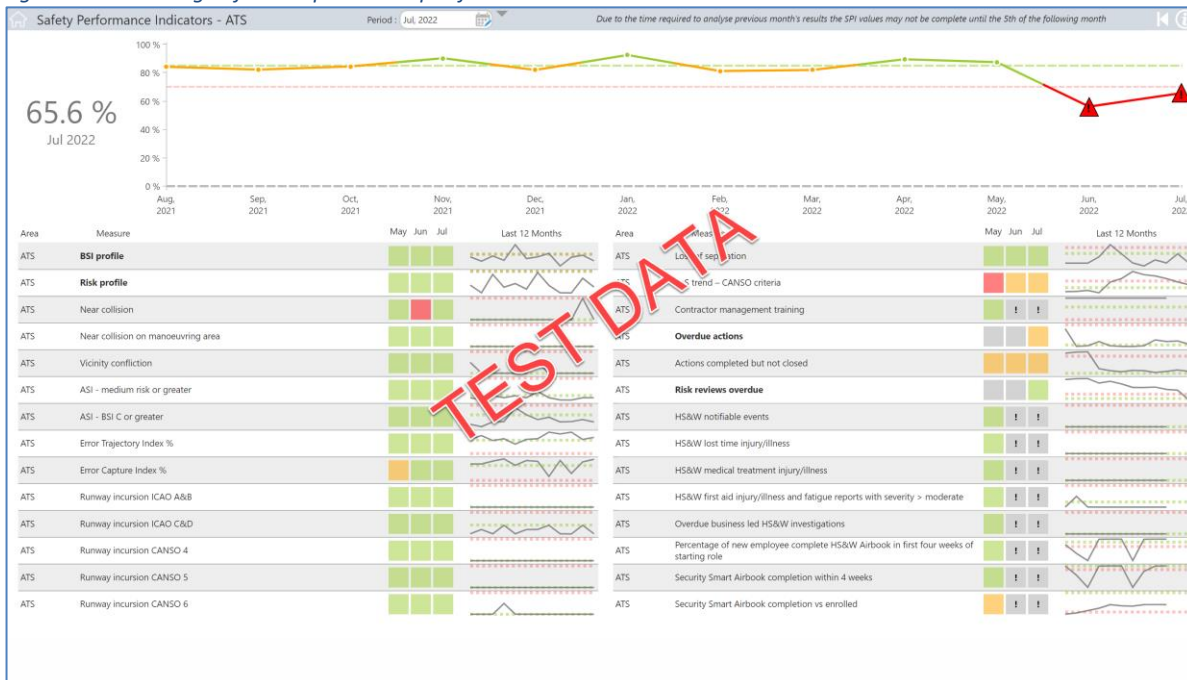 Safety Performance Indicators - ATS
Period : Jul, 2022
Due to the time required to analyse previous month's results the SPI values may not be complete until the 5th of the following month
100 %
80 %
60 %
40 %
20 %
0 %
65.6 %
Jul 2022
Aug, 2021
Sep, 2021
Oct, 2021
Nov, 2021
Dec, 2021
Jan, 2022
Feb,
Mar, 2022
Apr, 2022
May, 2022
Jun, 2022
Jul,
Area Measure May Jun Jul Last 12 Months
ATS BSI profile
ATS Risk profile
ATS Near collision
ATS Near collision on manoeuvring area
ATS Vicinity confliction
ATS ASI - medium risk or greater
ATS ASI - BSI C or greater
ATS Error Trajectory Index %
ATS Error Capture Index %
ATS Runway incursion ICAO A&B
ATS Runway incursion ICAO C&D
ATS Runway incursion CANSO 4
ATS Runway incursion CANSO 5
ATS Runway incursion CANSO 6
Area May Jun Jul Last 12 Months
ATS separation
trend – CANSO criteria
ATS Contractor management training ! !
ATS Overdue actions
ATS Actions completed but not closed
ATS Risk reviews overdue
ATS HS&W notifiable events ! !
ATS HS&W lost time injury/illness ! !
ATS HS&W medical treatment injury/illness ! !
ATS HS&W first aid injury/illness and fatigue reports with severity > moderate ! !
ATS Overdue business led HS&W investigations ! !
ATS Percentage of new employee complete HS&W Airbook in first four weeks of
starting role ! !
ATS Security Smart Airbook completion within 4 weeks ! !
ATS Security Smart Airbook completion vs enrolled ! !
TEST DATA